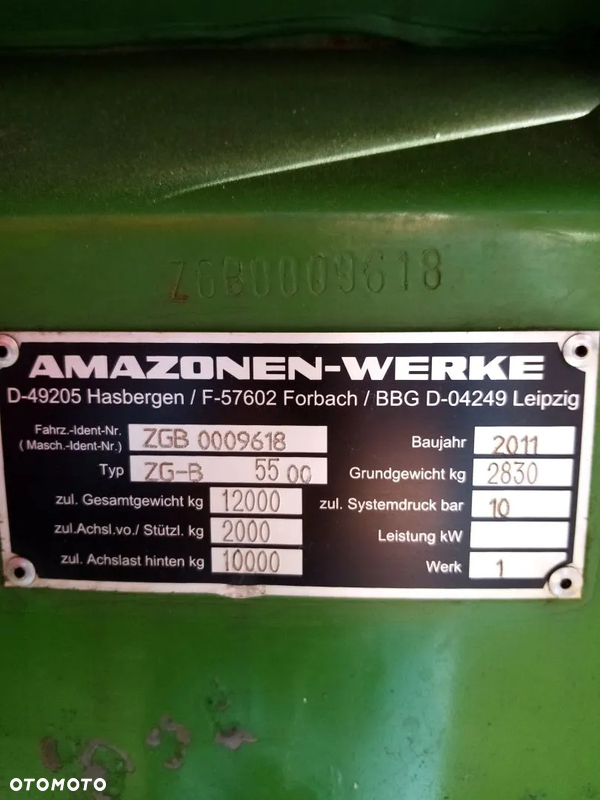 ZGB0009618
AMAZONEN-WERKE
D-49205 Hasbergen / F-57602 Forbach / BBG D-04249 Leipzig
Fahrz.-Ident-Nr.
(Masch.-Ident-Nr.) ZGB 0009618 Baujahr 2011
Typ ZG-B 55 00 Grundgewicht kg 2830
zul. Gesamtgewicht kg 12000 zul. Systemdruck bar 10
zul.Achsl.vo./ Stützl. kg 2000 Leistung kW
zul. Achslast hinten kg 10000 Werk 1
OTOMOTO